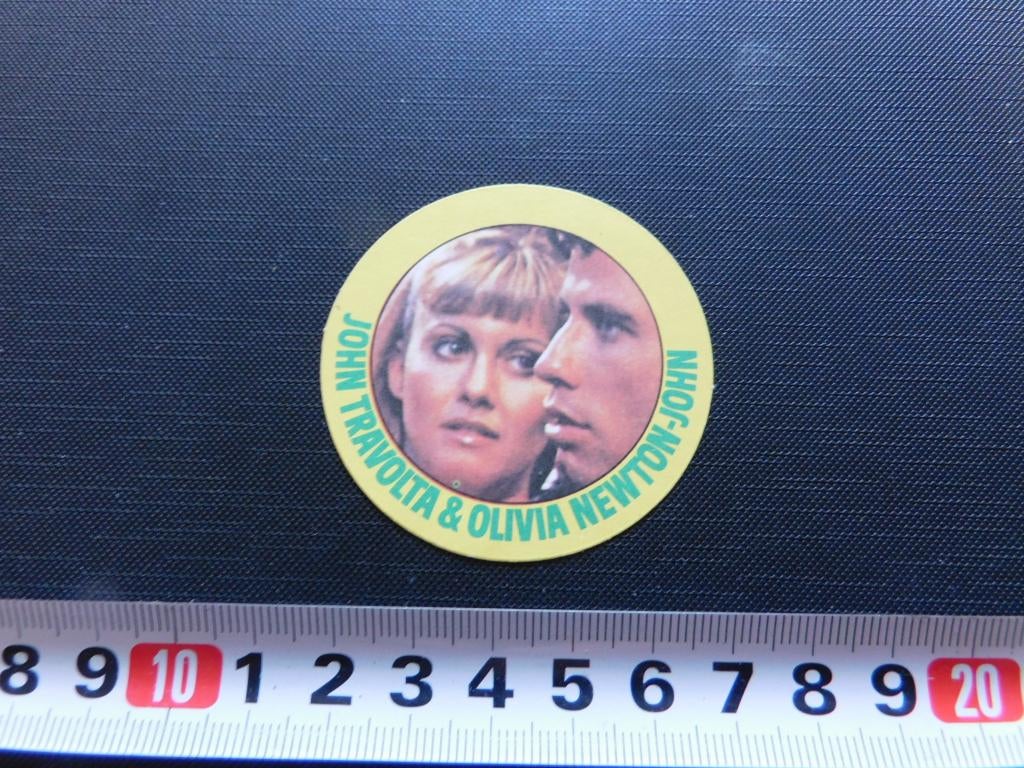 JOHN TRAVOLTA & OLIVIA NEWTON-JOHN
8 9 10 1 2 3 4 5 6 7 8 9 20